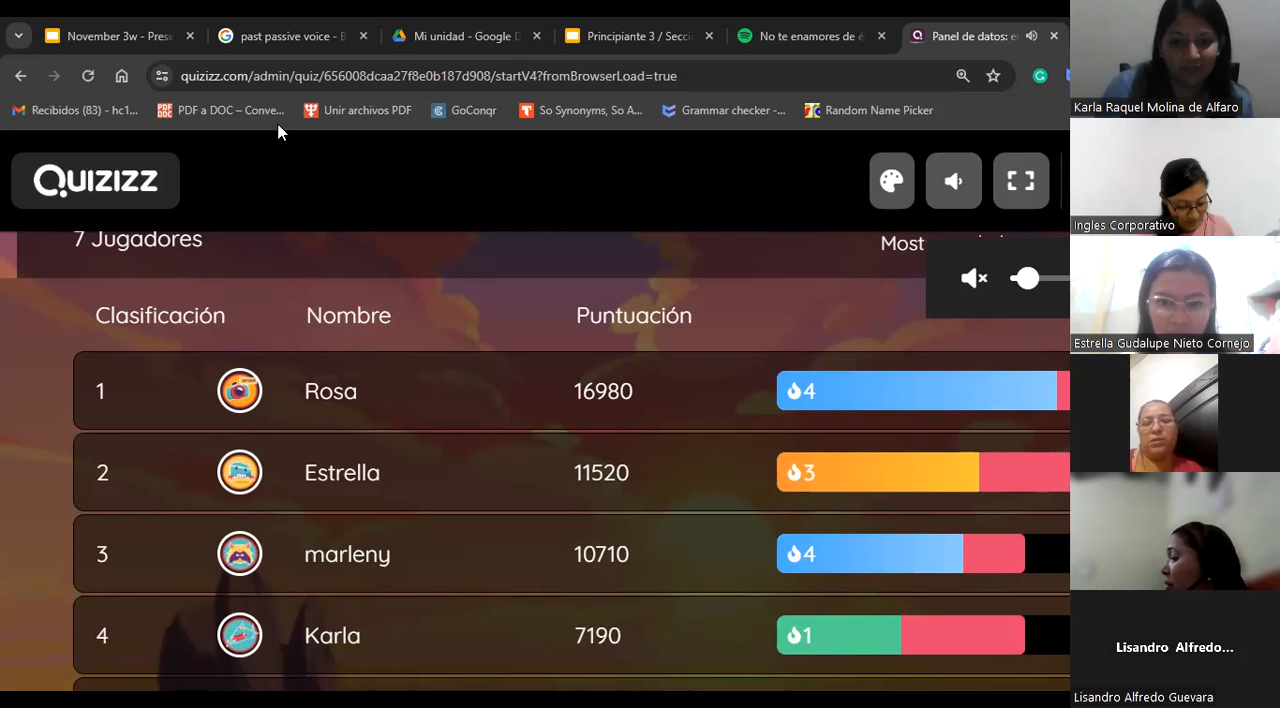 November 3w - Prese
past passive voice - B
Mi unidad - Google D
Principiante 3 / Secci
No te enamores de é
Panel de datos: e
quizizz.com/admin/quiz/656008dcaa27f8e0b187d908/startV4?fromBrowserLoad=true
Recibidos (83) - hc1...
PDF a DOC – Conve...
Unir archivos PDF
GoConqr
So Synonyms, So A...
Grammar checker -...
Random Name Picker
QUIZIZZ
7 Jugadores
Most
Clasificación Nombre Puntuación
1 Rosa 16980 4
2 Estrella 11520 3
3 marleny 10710 4
4 Karla 7190 1
Karla Raquel Molina de Alfaro
Ingles Corporativo
Estrella Gudalupe Nieto Cornejo
Lisandro Alfredo...
Lisandro Alfredo Guevara